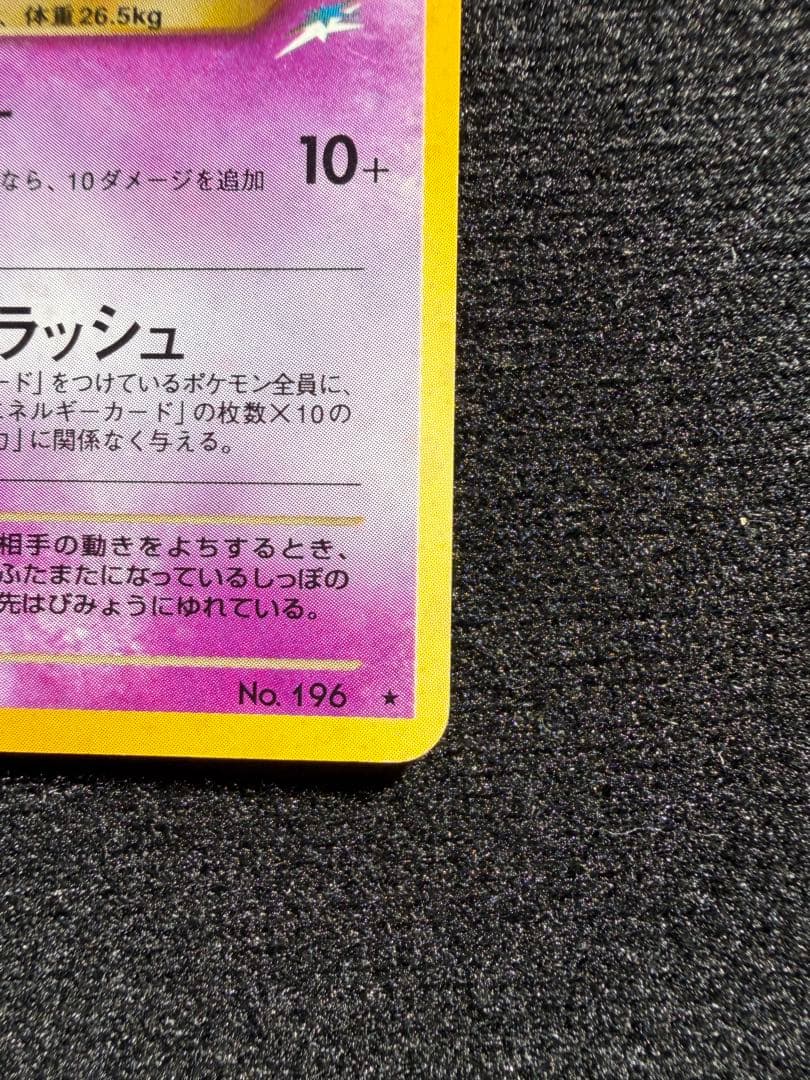 、体重26.5kg
ー
なら、10ダメージを追加
10+
ラッシュ
ード」をつけているポケモン全員に、
エネルギーカード」の枚数×10の
力」に関係なく与える。
相手の動きをよちするとき、
ふたまたになっているしっぽの
先はびみょうにゆれている。
No. 196 ★